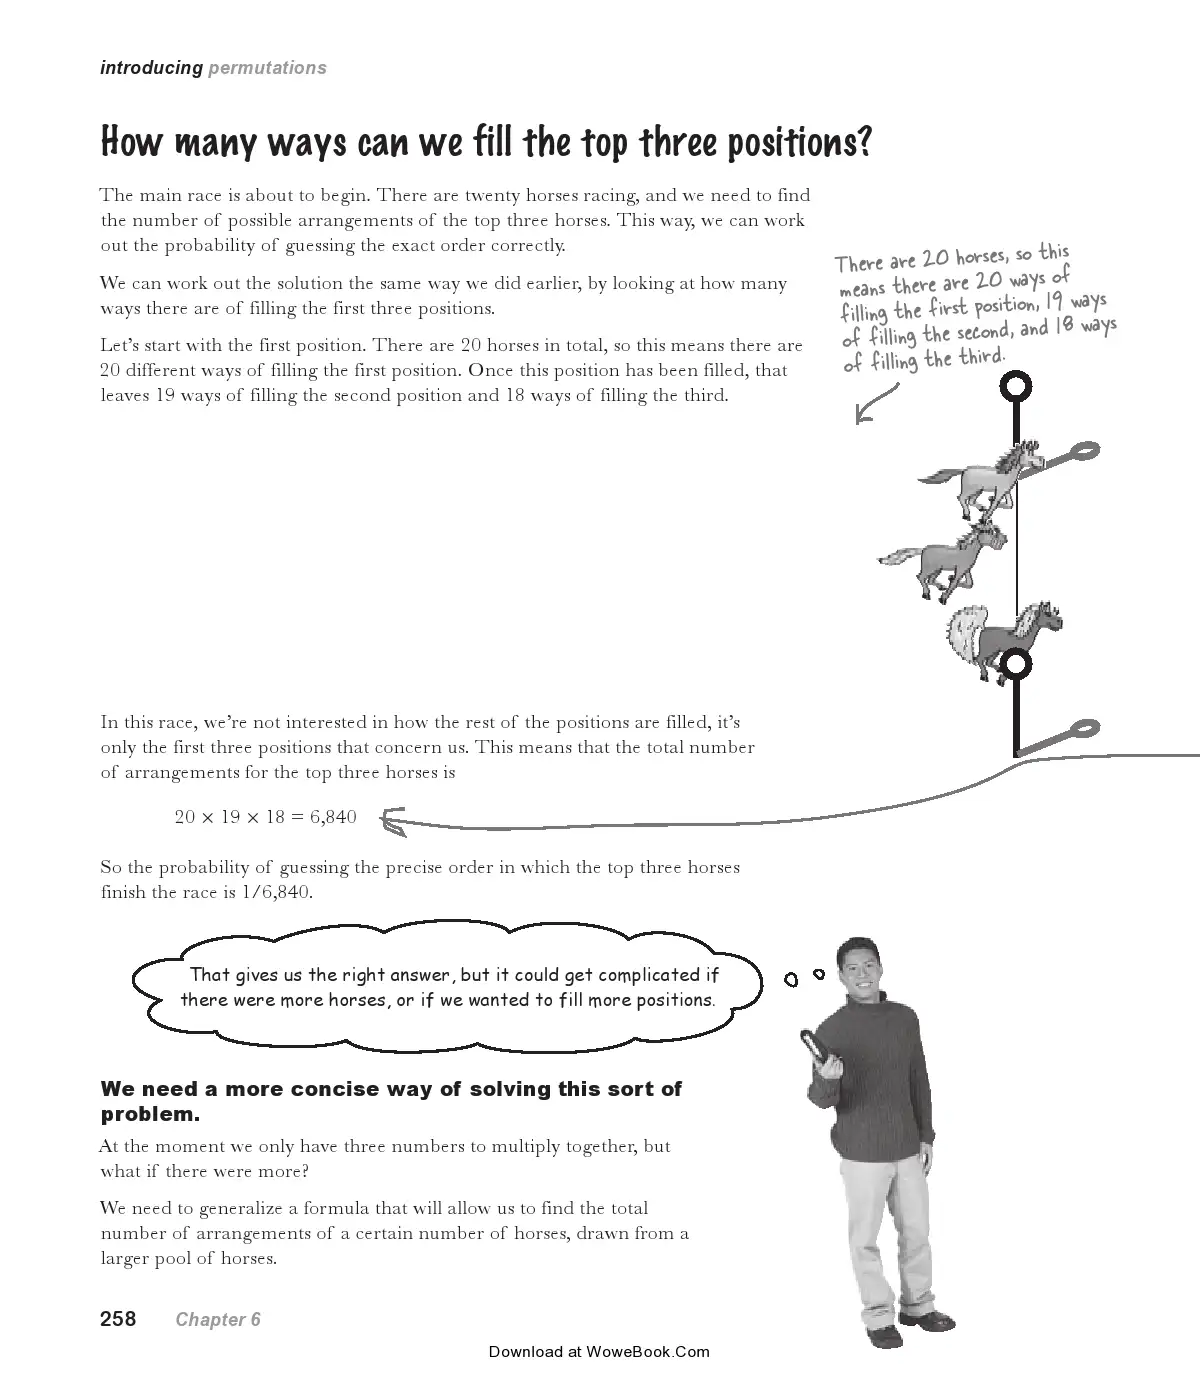 introducing permutations
How many ways can we fill the top three positions?
The main race is about to begin. There are twenty horses racing, and we need to find
the number of possible arrangements of the top three horses. This way, we can work
out the probability of guessing the exact order correctly.
We can work out the solution the same way we did earlier, by looking at how many
ways there are of filling the first three positions.
Let’s start with the first position. There are 20 horses in total, so this means there are
20 different ways of filling the first position. Once this position has been filled, that
leaves 19 ways of filling the second position and 18 ways of filling the third.
There are 20 horses, so this
means there are 20 ways of
filling the first position, 19 ways
of filling the second, and 18 ways
of filling the third.
In this race, we’re not interested in how the rest of the positions are filled, it’s
only the first three positions that concern us. This means that the total number
of arrangements for the top three horses is
20 × 19 × 18 = 6,840
So the probability of guessing the precise order in which the top three horses
finish the race is 1/6,840.
That gives us the right answer, but it could get complicated if
there were more horses, or if we wanted to fill more positions.
We need a more concise way of solving this sort of
problem.
At the moment we only have three numbers to multiply together, but
what if there were more?
We need to generalize a formula that will allow us to find the total
number of arrangements of a certain number of horses, drawn from a
larger pool of horses.
258 Chapter 6
Download at WoweBook.Com